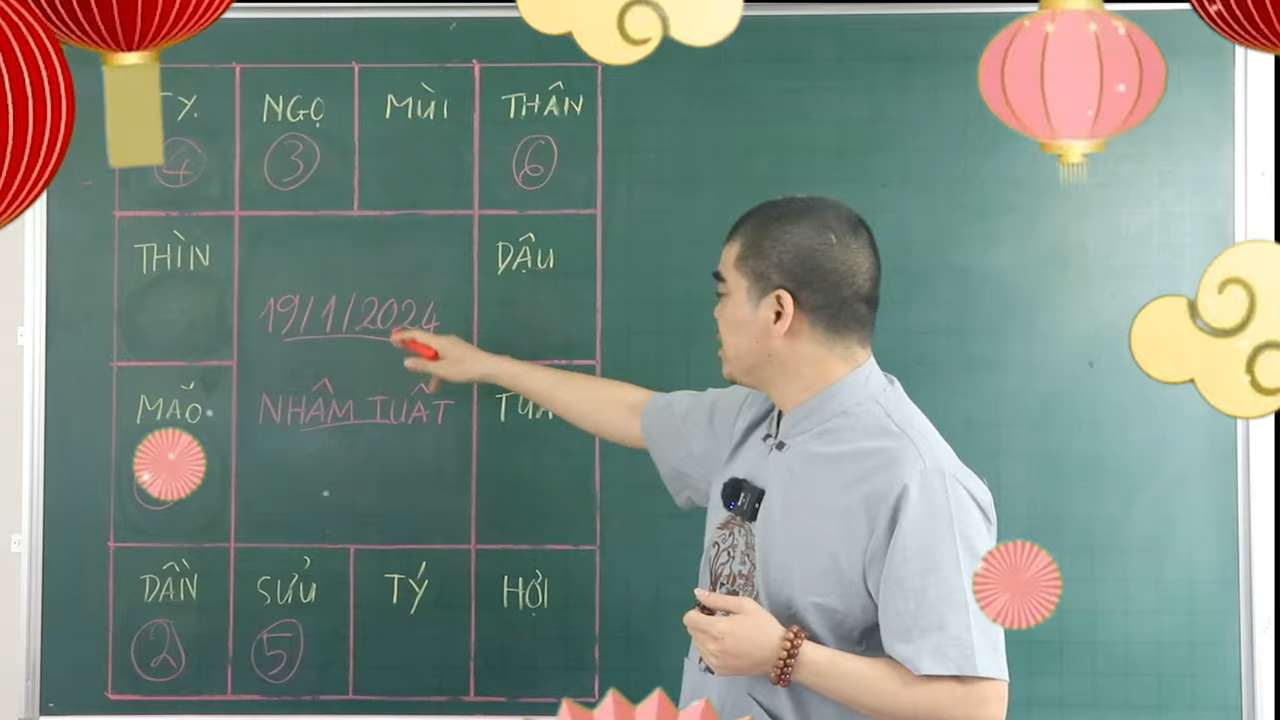 NGỌ MÙI THÂN
4 3 6
THÌN DẬU
19/1/2024
MÃO NHÂM TUẤT
DẦN SỬU TÝ HỢI
2 5